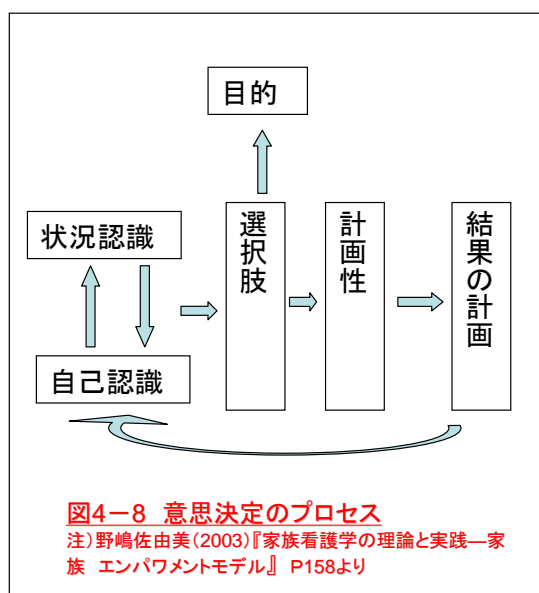 目的
状況認識
自己認識
選択肢
計画性
結果の計画
図4－8 意思決定のプロセス
注）野嶋佐由美（2003）『家族看護学の理論と実践―家
族 エンパワメントモデル』 P158より